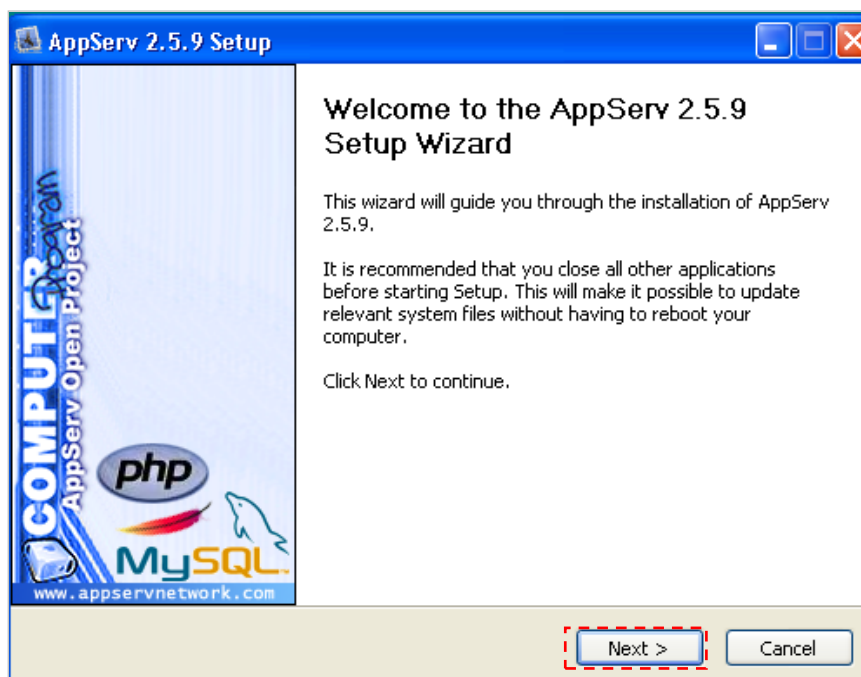 AppServ 2.5.9 Setup
Welcome to the AppServ 2.5.9
Setup Wizard
This wizard will guide you through the installation of AppServ
2.5.9.
It is recommended that you close all other applications
before starting Setup. This will make it possible to update
relevant system files without having to reboot your
computer.
Click Next to continue.
COMPUTER
Program
AppServ Open Project
php
MySQL
www.appservnetwork.com
Next >
Cancel